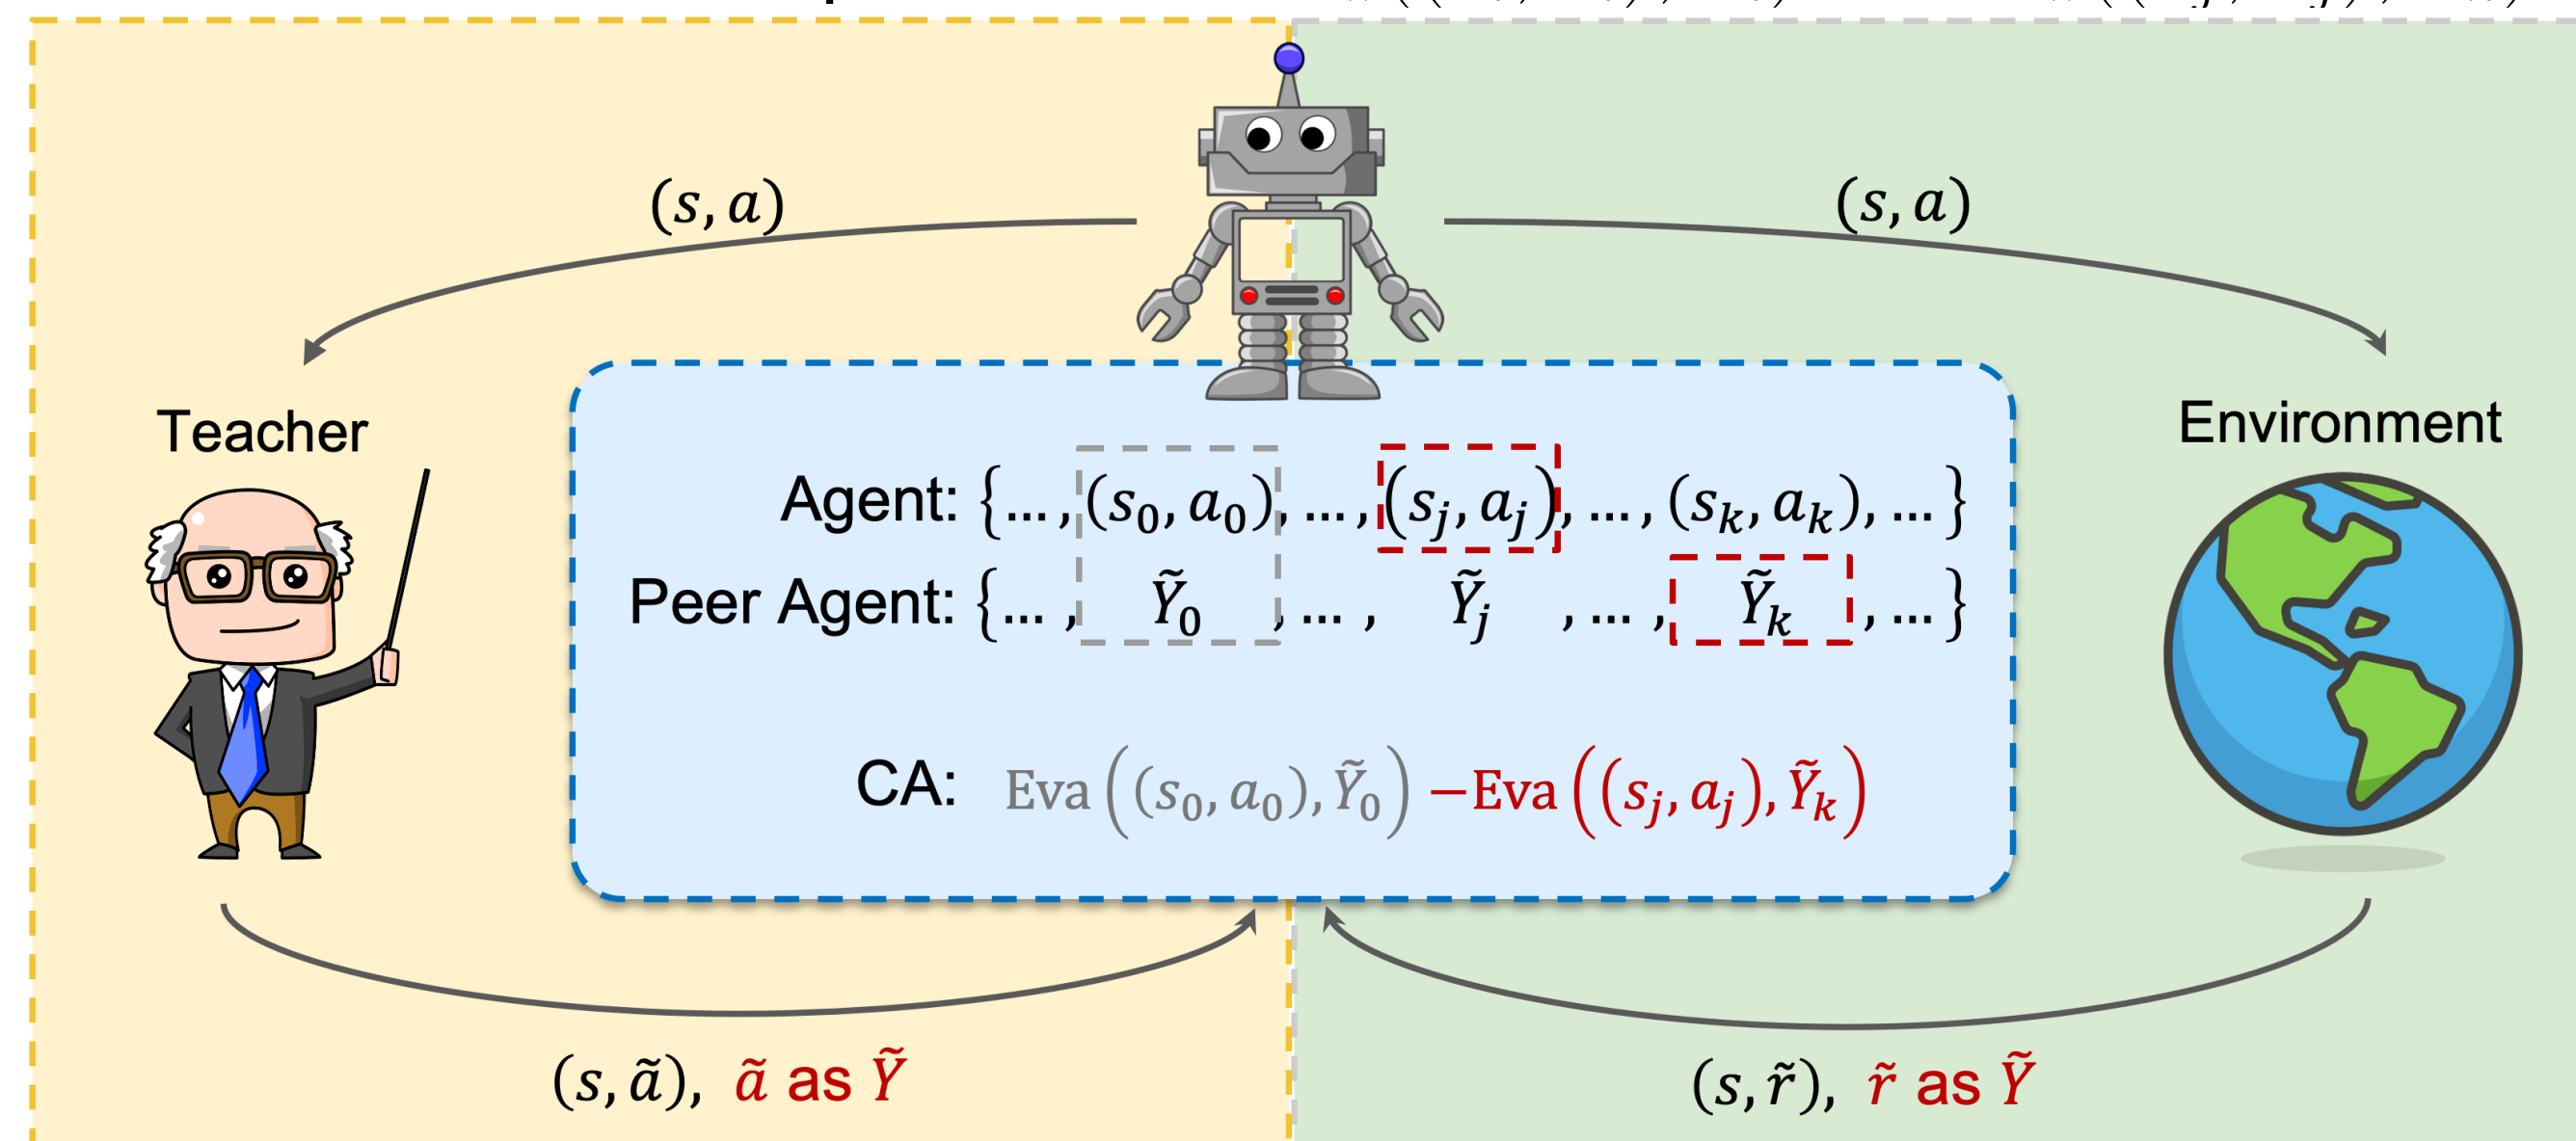 (s, a)
(s, a)
Teacher
Environment
Agent: {... , (s₀, a₀), ... , (sⱼ, aⱼ), ... , (sₖ, aₖ), ... }
Peer Agent: {... , Ỹ₀ , ... , Ỹⱼ , ... , Ỹₖ , ... }
CA: Eva((s₀, a₀), Ỹ₀) −Eva((sⱼ, aⱼ), Ỹₖ)
(s, ã), ã as Ỹ
(s, r̃), r̃ as Ỹ